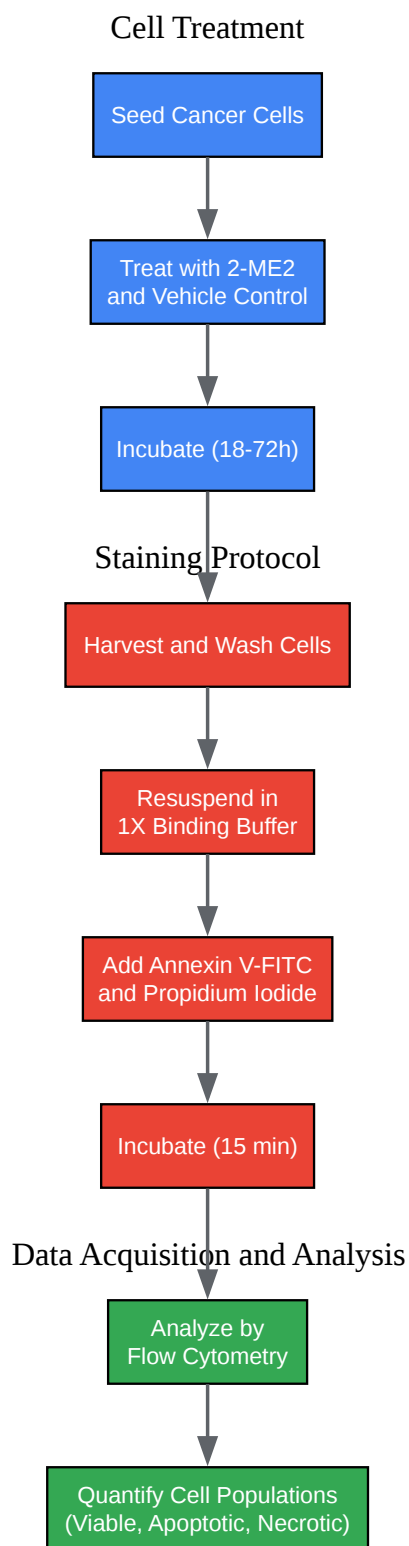 Cell Treatment
Seed Cancer Cells
Treat with 2-ME2
and Vehicle Control
Incubate (18-72h)
Staining Protocol
Harvest and Wash Cells
Resuspend in
1X Binding Buffer
Add Annexin V-FITC
and Propidium Iodide
Incubate (15 min)
Data Acquisition and Analysis
Analyze by
Flow Cytometry
Quantify Cell Populations
(Viable, Apoptotic, Necrotic)